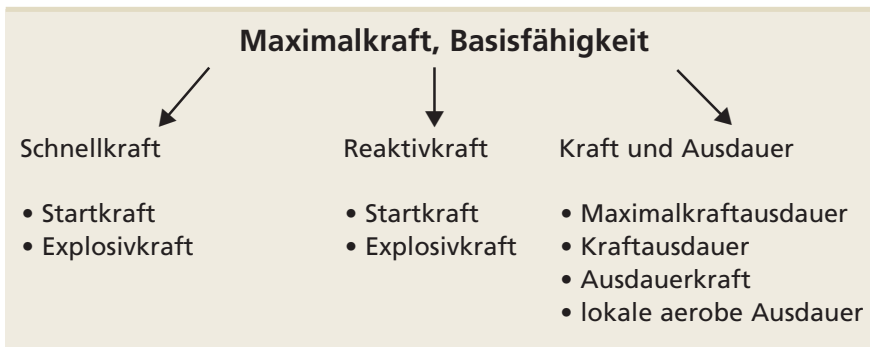 Maximalkraft, Basisfähigkeit
Schnellkraft
• Startkraft
• Explosivkraft
Reaktivkraft
• Startkraft
• Explosivkraft
Kraft und Ausdauer
• Maximalkraftausdauer
• Kraftausdauer
• Ausdauerkraft
• lokale aerobe Ausdauer